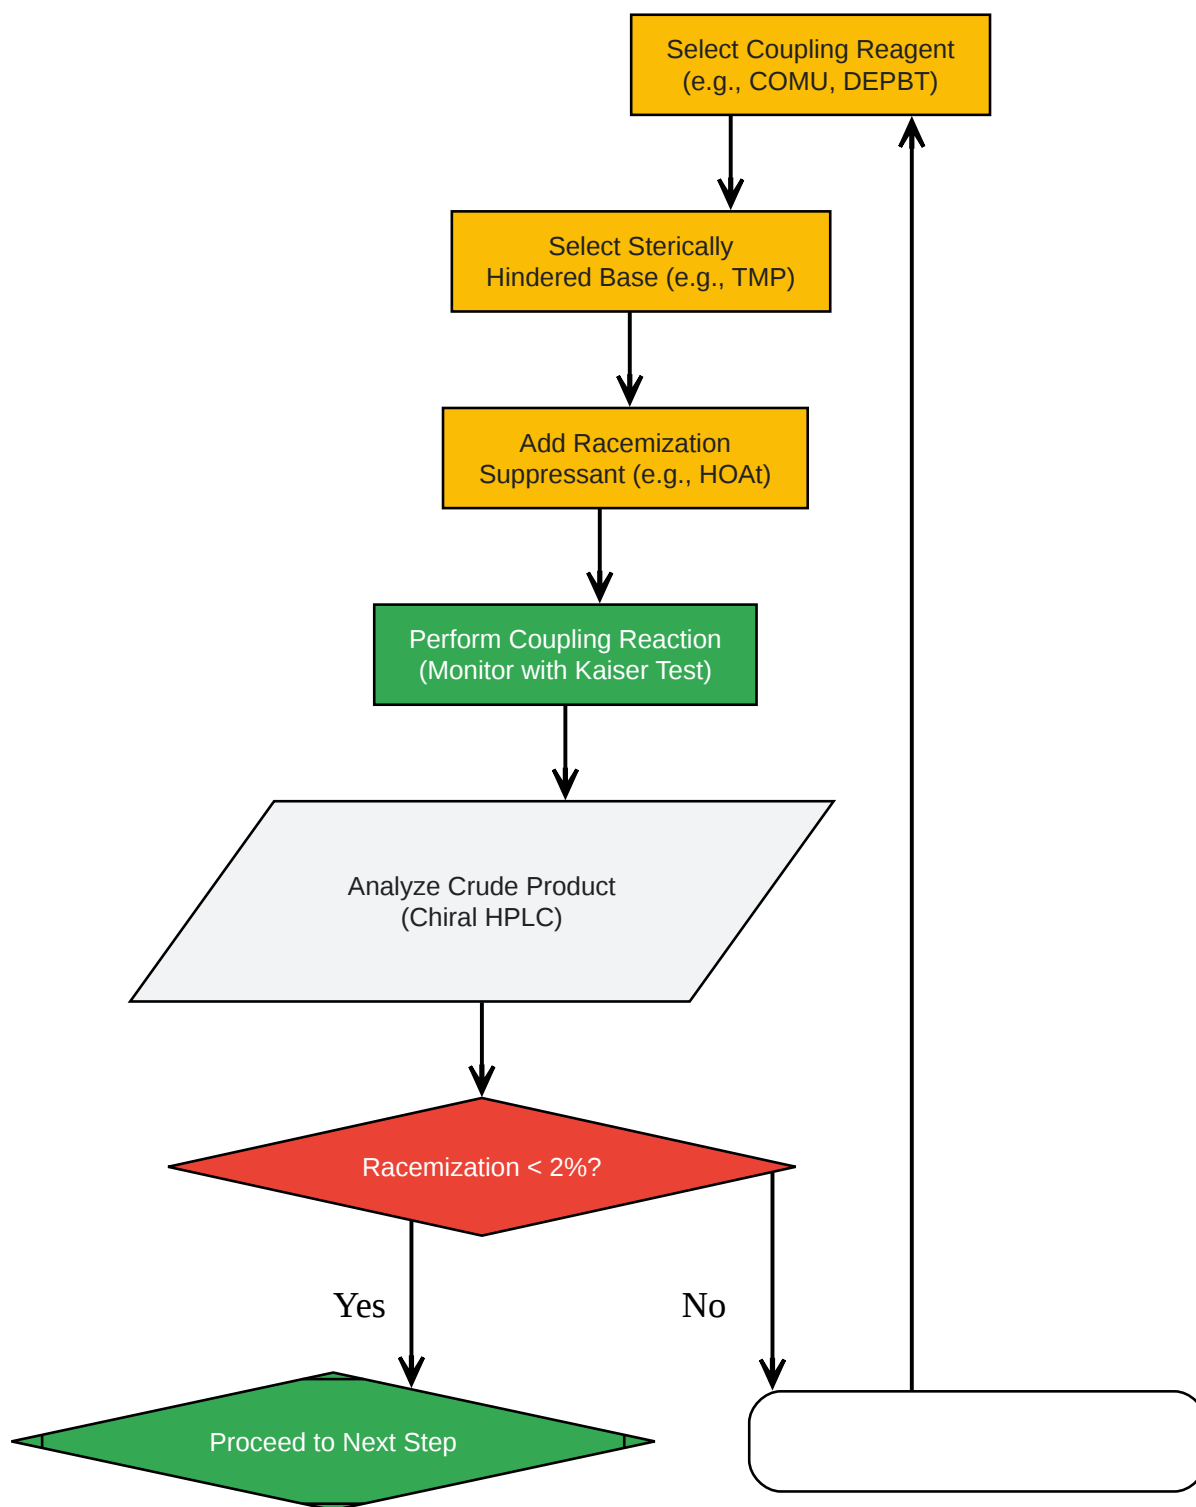 Select Coupling Reagent
(e.g., COMU, DEPBT)
Select Sterically
Hindered Base (e.g., TMP)
Add Racemization
Suppressant (e.g., HOAt)
Perform Coupling Reaction
(Monitor with Kaiser Test)
Analyze Crude Product
(Chiral HPLC)
Racemization < 2%?
Yes
No
Proceed to Next Step